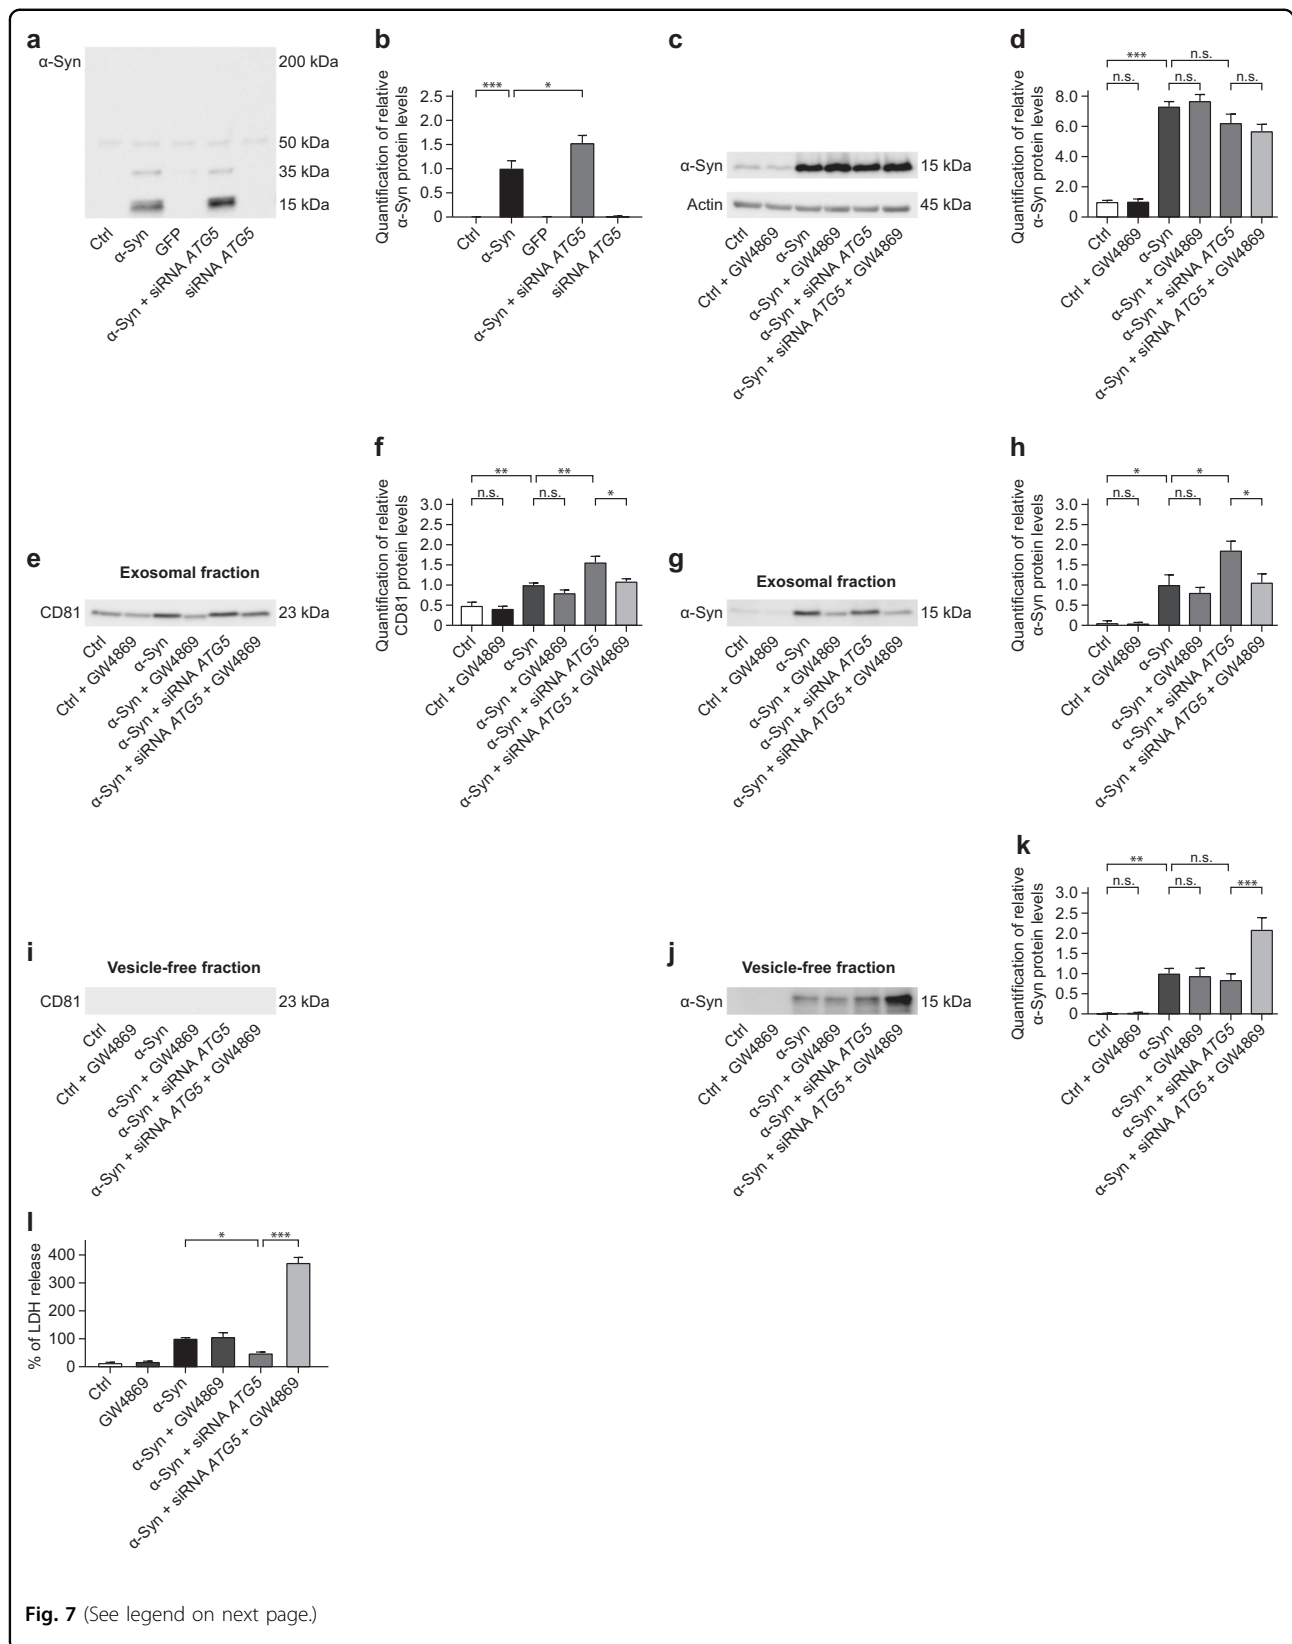 a
α-Syn
200 kDa
50 kDa
35 kDa
15 kDa
Ctrl
α-Syn
GFP
α-Syn + siRNA ATG5
siRNA ATG5
b
Quantification of relative
α-Syn protein levels
2.5
2.0
1.5
1.0
0.5
0
***
*
Ctrl
α-Syn
GFP
α-Syn + siRNA ATG5
siRNA ATG5
c
α-Syn
15 kDa
Actin
45 kDa
Ctrl
Ctrl + GW4869
α-Syn
α-Syn + GW4869
α-Syn + siRNA ATG5
α-Syn + siRNA ATG5 + GW4869
d
Quantification of relative
α-Syn protein levels
8.0
6.0
4.0
2.0
0
***
n.s.
n.s.
n.s.
n.s.
Ctrl
Ctrl + GW4869
α-Syn
α-Syn + GW4869
α-Syn + siRNA ATG5
α-Syn + siRNA ATG5 + GW4869
e
Exosomal fraction
CD81
23 kDa
Ctrl
Ctrl + GW4869
α-Syn
α-Syn + GW4869
α-Syn + siRNA ATG5
α-Syn + siRNA ATG5 + GW4869
f
Quantification of relative
CD81 protein levels
3.0
2.5
2.0
1.5
1.0
0.5
0
**
**
n.s.
n.s.
*
Ctrl
Ctrl + GW4869
α-Syn
α-Syn + GW4869
α-Syn + siRNA ATG5
α-Syn + siRNA ATG5 + GW4869
g
Exosomal fraction
α-Syn
15 kDa
Ctrl
Ctrl + GW4869
α-Syn
α-Syn + GW4869
α-Syn + siRNA ATG5
α-Syn + siRNA ATG5 + GW4869
h
Quantification of relative
α-Syn protein levels
3.0
2.5
2.0
1.5
1.0
0.5
0
*
*
n.s.
n.s.
*
Ctrl
Ctrl + GW4869
α-Syn
α-Syn + GW4869
α-Syn + siRNA ATG5
α-Syn + siRNA ATG5 + GW4869
i
Vesicle-free fraction
CD81
23 kDa
Ctrl
Ctrl + GW4869
α-Syn
α-Syn + GW4869
α-Syn + siRNA ATG5
α-Syn + siRNA ATG5 + GW4869
j
Vesicle-free fraction
α-Syn
15 kDa
Ctrl
Ctrl + GW4869
α-Syn
α-Syn + GW4869
α-Syn + siRNA ATG5
α-Syn + siRNA ATG5 + GW4869
k
Quantification of relative
α-Syn protein levels
3.0
2.5
2.0
1.5
1.0
0.5
0
**
n.s.
n.s.
n.s.
***
Ctrl
Ctrl + GW4869
α-Syn
α-Syn + GW4869
α-Syn + siRNA ATG5
α-Syn + siRNA ATG5 + GW4869
l
% of LDH release
400
300
200
100
0
*
***
Ctrl
GW4869
α-Syn
α-Syn + GW4869
α-Syn + siRNA ATG5
α-Syn + siRNA ATG5 + GW4869
Fig. 7 (See legend on next page.)